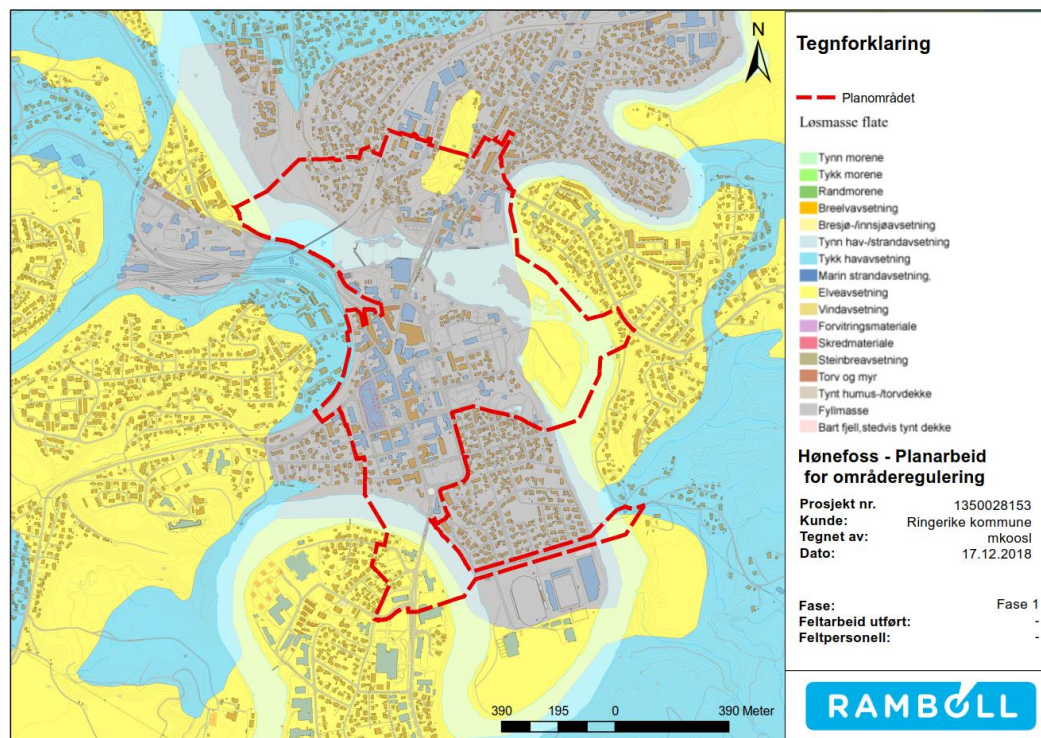 Tegnforklaring
N
Planområdet
Løsmasse flate
Tynn morene
Tykk morene
Randmorene
Breelvavsetning
Bresjø-/innsjøavsetning
Tynn hav-/strandavsetning
Tykk havavsetning
Marin strandavsetning,
Elveavsetning
Vindavsetning
Forvitringsmateriale
Skredmateriale
Steinbreavsetning
Torv og myr
Tynt humus-/torvdekke
Fyllmasse
Bart fjell,stedvis tynt dekke
Hønefoss - Planarbeid
for områderegulering
Prosjekt nr. 1350028153
Kunde: Ringerike kommune
Tegnet av: mkoosl
Dato: 17.12.2018
Fase: Fase 1
Feltarbeid utført: -
Feltpersonell: -
390 195 0 390 Meter
RAMBOLL